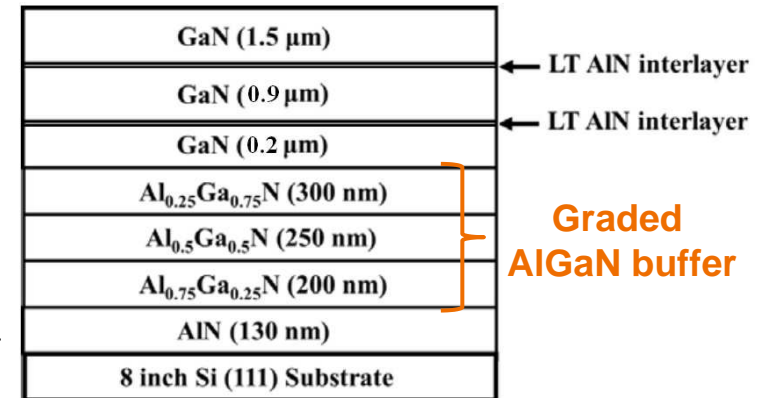 GaN (1.5 μm)
LT AlN interlayer
GaN (0.9 μm)
LT AlN interlayer
GaN (0.2 μm)
Al0.25Ga0.75N (300 nm)
Al0.5Ga0.5N (250 nm)
Al0.75Ga0.25N (200 nm)
Graded
AlGaN buffer
AlN (130 nm)
8 inch Si (111) Substrate